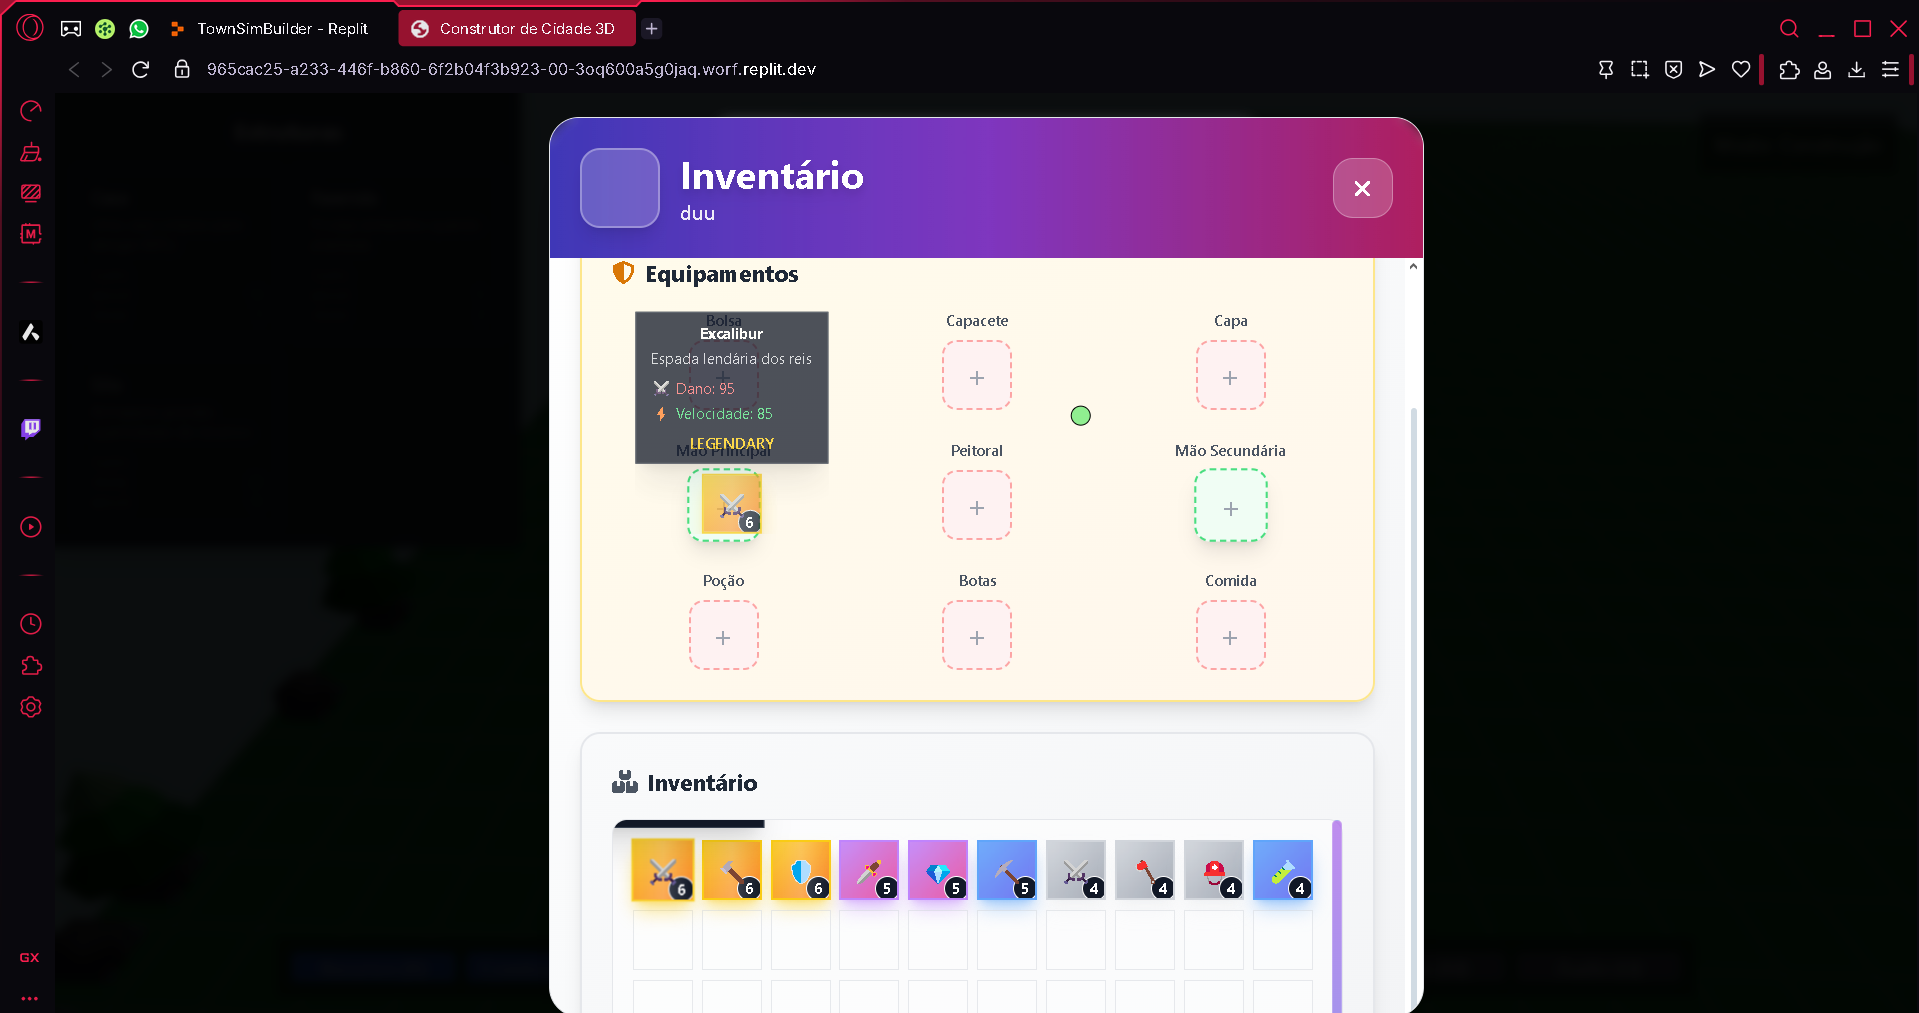 TownSimBuilder - Replit
Construtor de Cidade 3D
965cac25-a233-446f-b860-6f2b04f3b923-00-3oq600a5g0jaq.worf.replit.dev
Inventário
duu
Equipamentos
Bolsa
Capacete
Capa
Excalibur
Espada lendária dos reis
Dano: 95
Velocidade: 85
LEGENDARY
Mão Principal
Peitoral
Mão Secundária
6
Poção
Botas
Comida
Inventário
6 6 6 5 5 5 4 4 4 4
M
GX